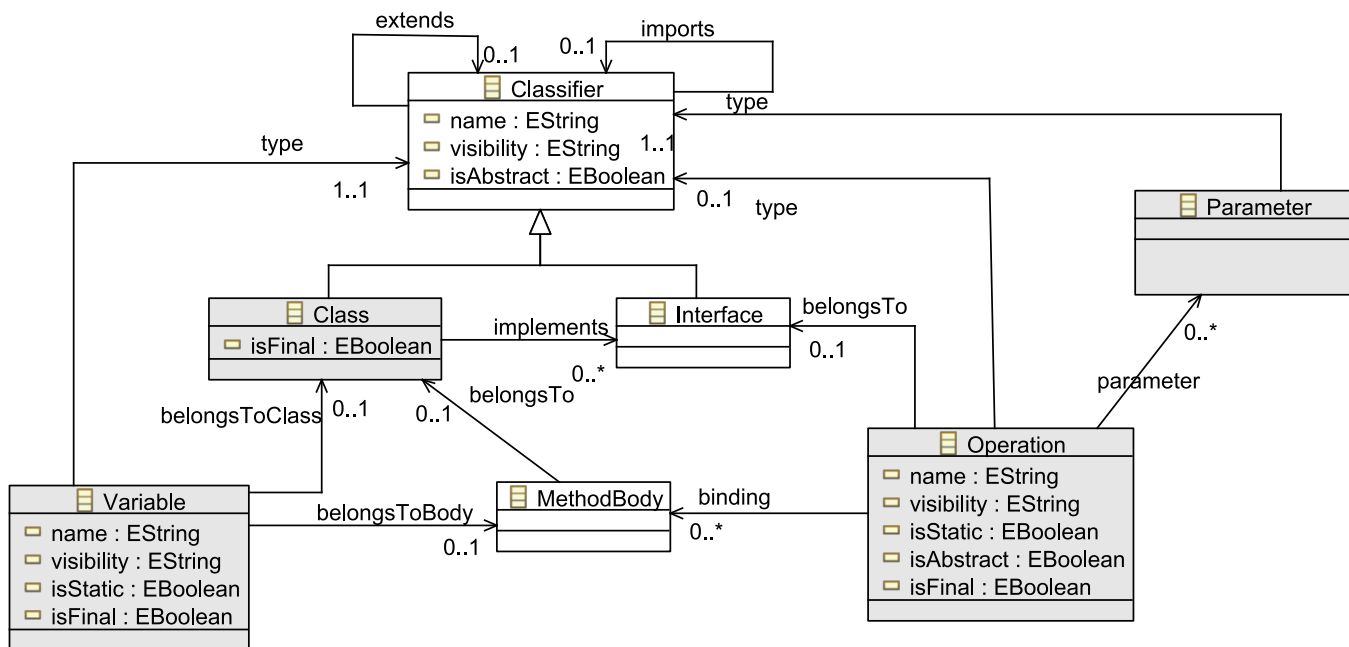 extends
imports
0..1
0..1
Classifier
name : EString
visibility : EString
isAbstract : EBoolean
type
1..1
type
1..1
0..1
type
Parameter
Class
isFinal : EBoolean
implements
0..*
Interface
belongsTo
0..1
0..*
parameter
belongsToClass
0..1
0..1
belongsTo
Operation
name : EString
visibility : EString
isStatic : EBoolean
isAbstract : EBoolean
isFinal : EBoolean
Variable
name : EString
visibility : EString
isStatic : EBoolean
isFinal : EBoolean
belongsToBody
0..1
MethodBody
binding
0..*